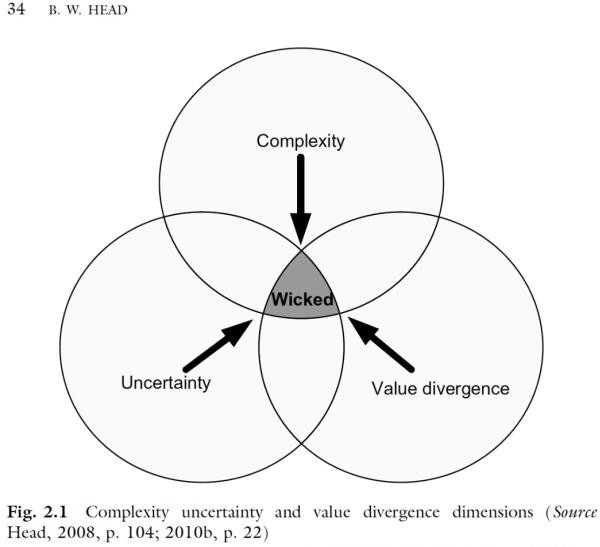 34 B. W. HEAD
Complexity
Wicked
Uncertainty
Value divergence
Fig. 2.1 Complexity uncertainty and value divergence dimensions (Source
Head, 2008, p. 104; 2010b, p. 22)